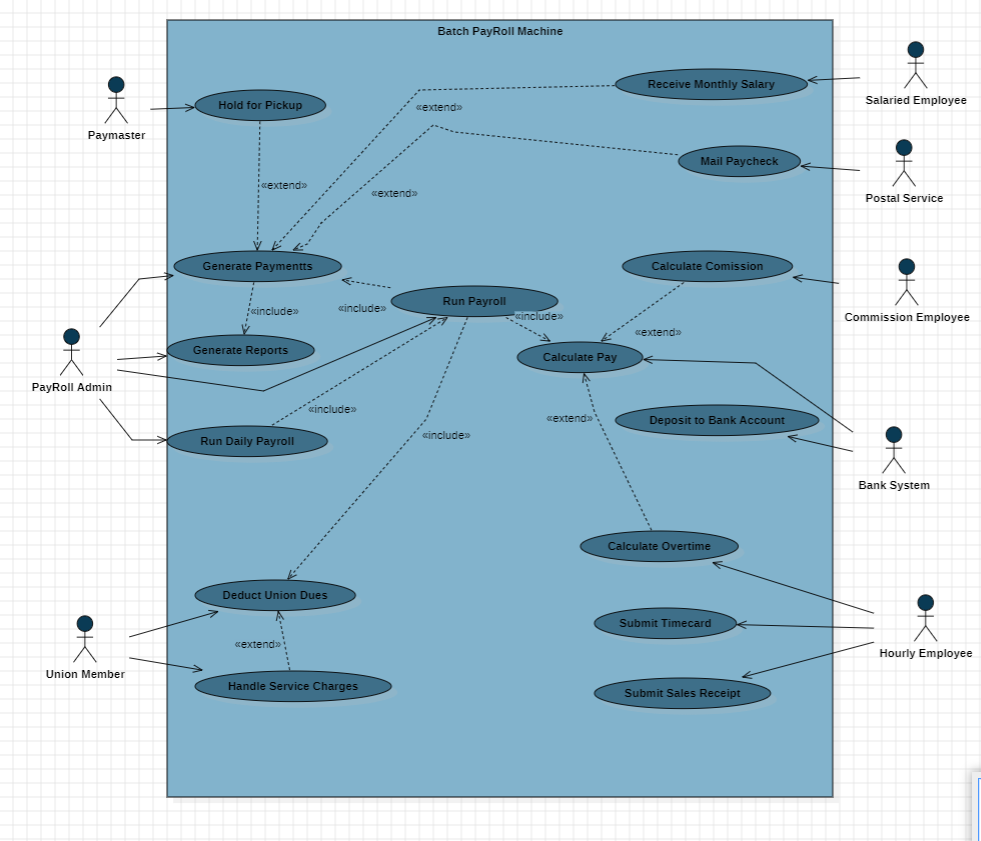 Batch PayRoll Machine
Paymaster
Hold for Pickup
Receive Monthly Salary
Salaried Employee
«extend»
Mail Paycheck
Postal Service
«extend»
«extend»
Generate Paymentts
Calculate Comission
Commission Employee
Run Payroll
«include»
«include»
«include»
«extend»
PayRoll Admin
Generate Reports
Calculate Pay
«include»
«extend»
Deposit to Bank Account
Run Daily Payroll
«include»
Bank System
Calculate Overtime
Deduct Union Dues
Submit Timecard
Hourly Employee
«extend»
Union Member
Handle Service Charges
Submit Sales Receipt